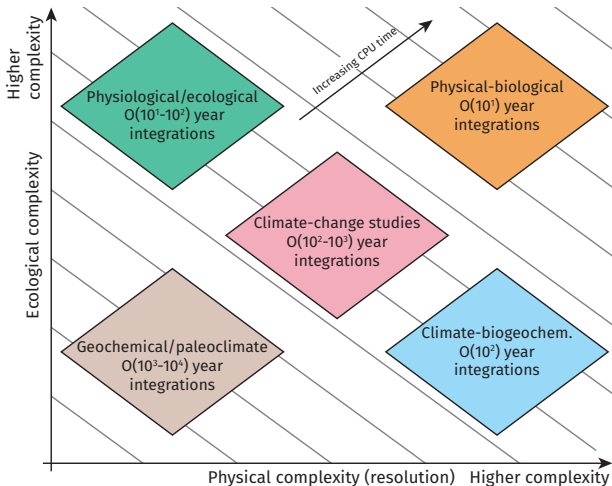 Higher
complexity
Ecological complexity
Increasing CPU time
Physiological/ecological
O(10¹-10²) year
integrations
Physical-biological
O(10¹) year
integrations
Climate-change studies
O(10²-10³) year
integrations
Geochemical/paleoclimate
O(10³-10⁴) year
integrations
Climate-biogeochem.
O(10²) year
integrations
Physical complexity (resolution) Higher complexity